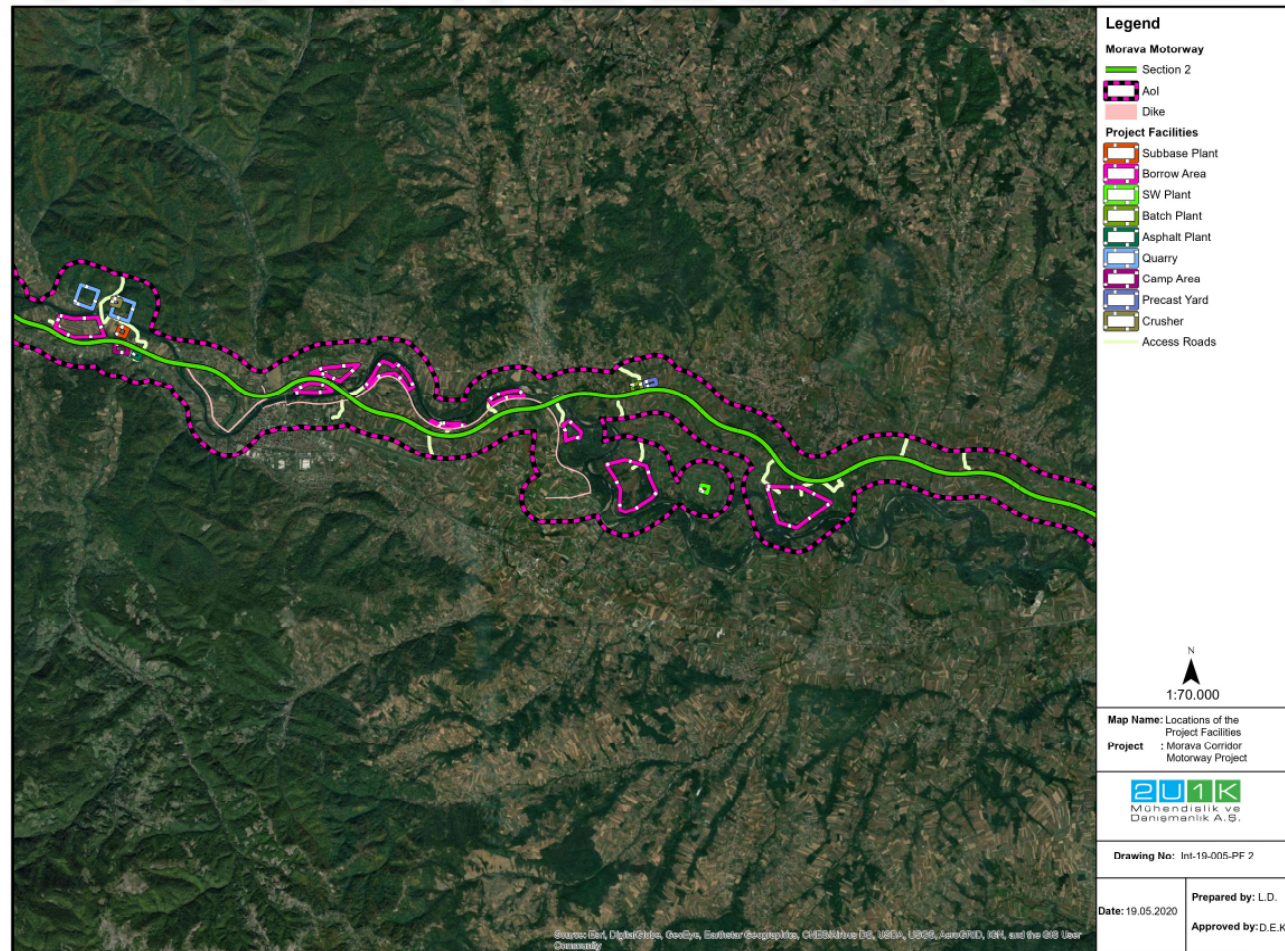 Legend
Morava Motorway
Section 2
AoI
Dike
Project Facilities
Subbase Plant
Borrow Area
SW Plant
Batch Plant
Asphalt Plant
Quarry
Camp Area
Precast Yard
Crusher
Access Roads
N
1:70.000
Map Name: Locations of the
Project Facilities
Project : Morava Corridor
Motorway Project
2U1K
Mühendislik ve
Danışmanlık A.Ş.
Drawing No: Int-19-005-PF 2
Date: 19.05.2020
Prepared by: L.D.
Approved by: D.E.K
Source: Esri, DigitalGlobe, GeoEye, Earthstar Geographics, CNES/Airbus DS, USDA, USGS, AeroGRID, IGN, and the GIS User
Community